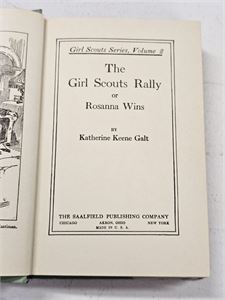 Girl Scouts Series, Volume 2
The
Girl Scouts Rally
or
Rosanna Wins
BY
Katherine Keene Galt
THE SAALFIELD PUBLISHING COMPANY
CHICAGO AKRON, OHIO NEW YORK
MADE IN U. S. A.